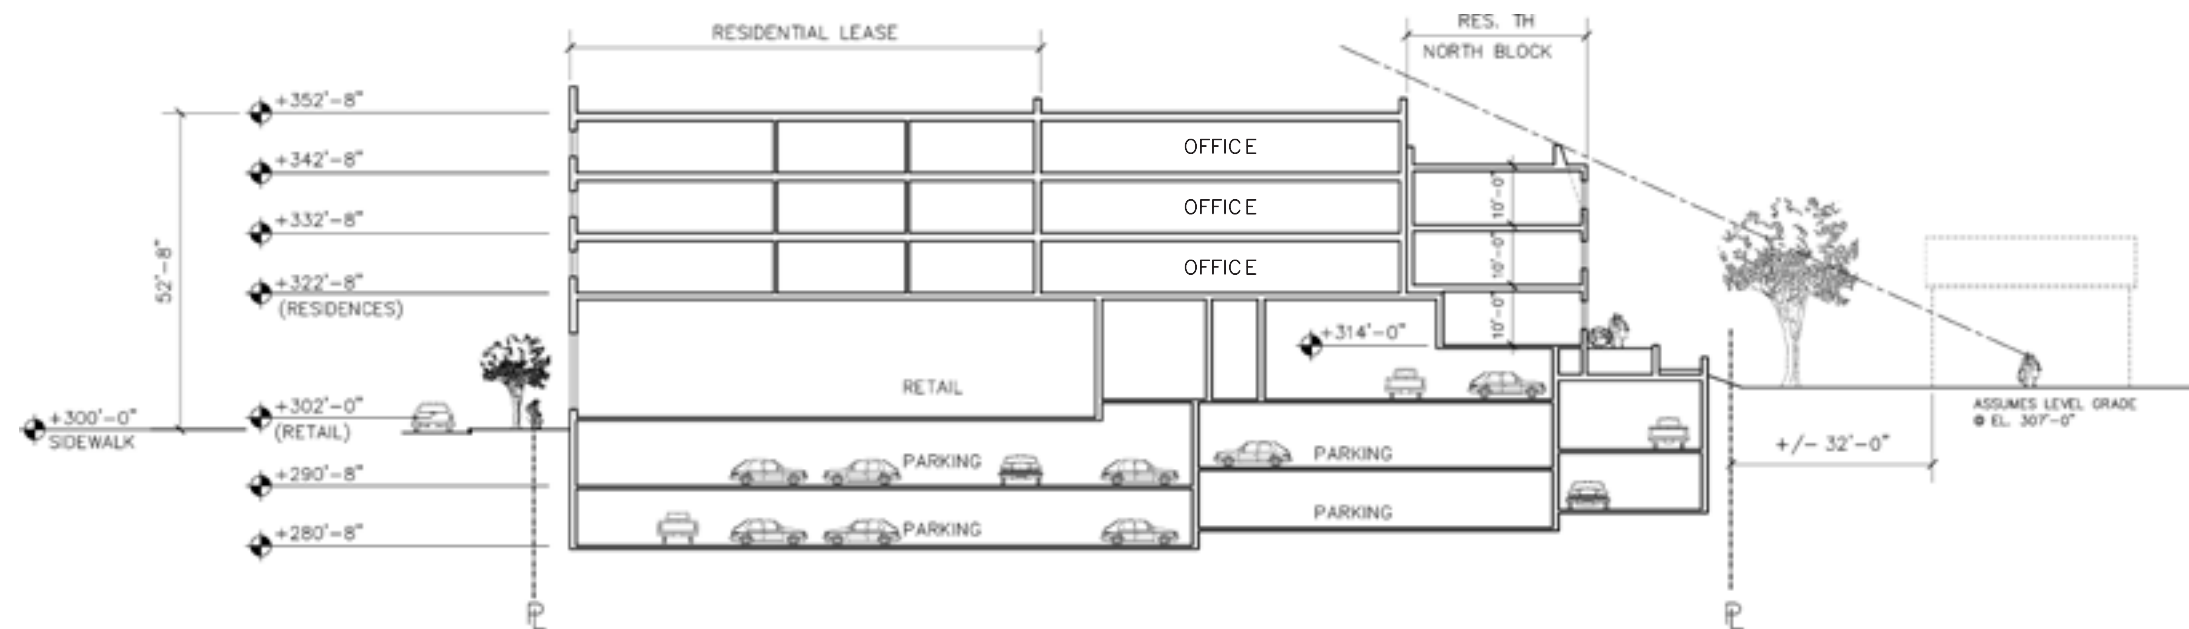 RESIDENTIAL LEASE
RES. TH
NORTH BLOCK
+352'-8"
+342'-8"
+332'-8"
+322'-8"
(RESIDENCES)
52'-8"
OFFICE
OFFICE
OFFICE
10'-0"
10'-0"
10'-0"
+314'-0"
RETAIL
+300'-0"
SIDEWALK
+302'-0"
(RETAIL)
+290'-8"
+280'-8"
PARKING
PARKING
PARKING
PARKING
ASSUMES LEVEL GRADE
@ EL. 307'-0"
+/- 32'-0"
PL
PL